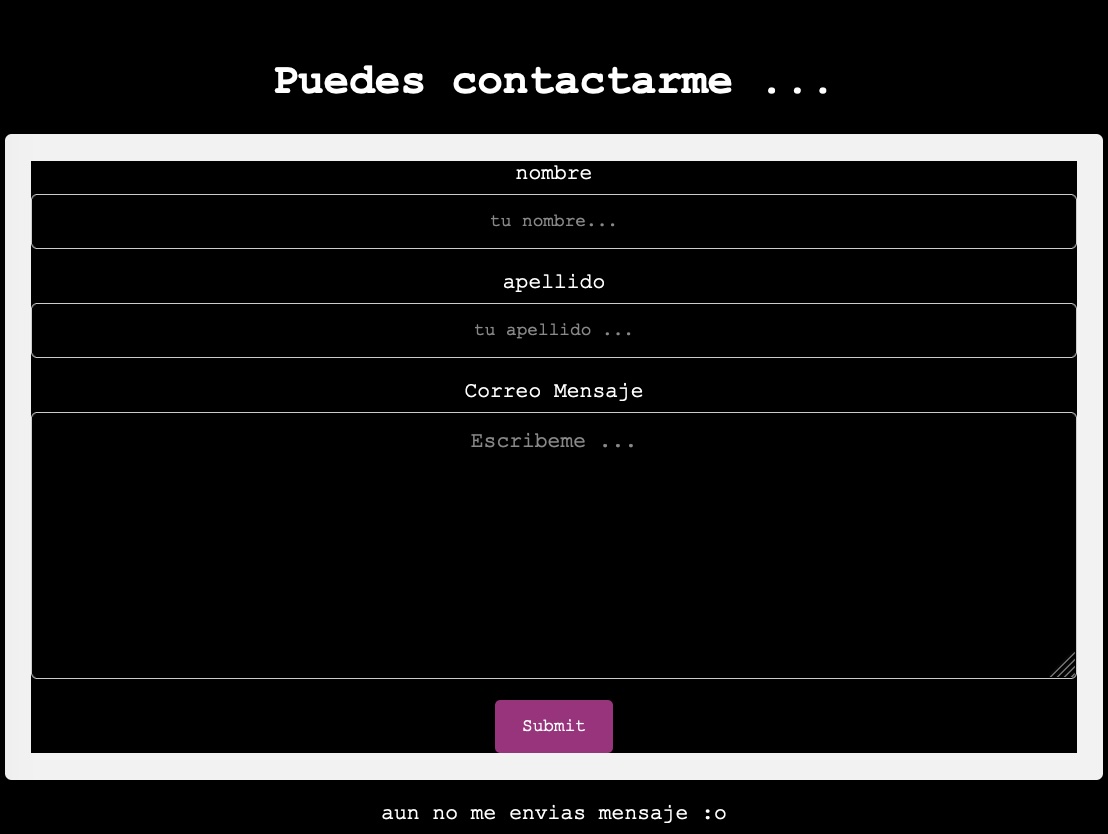 Puedes contactarme ...
nombre
tu nombre...
apellido
tu apellido ...
Correo Mensaje
Escribeme ...
Submit
aun no me envias mensaje :o